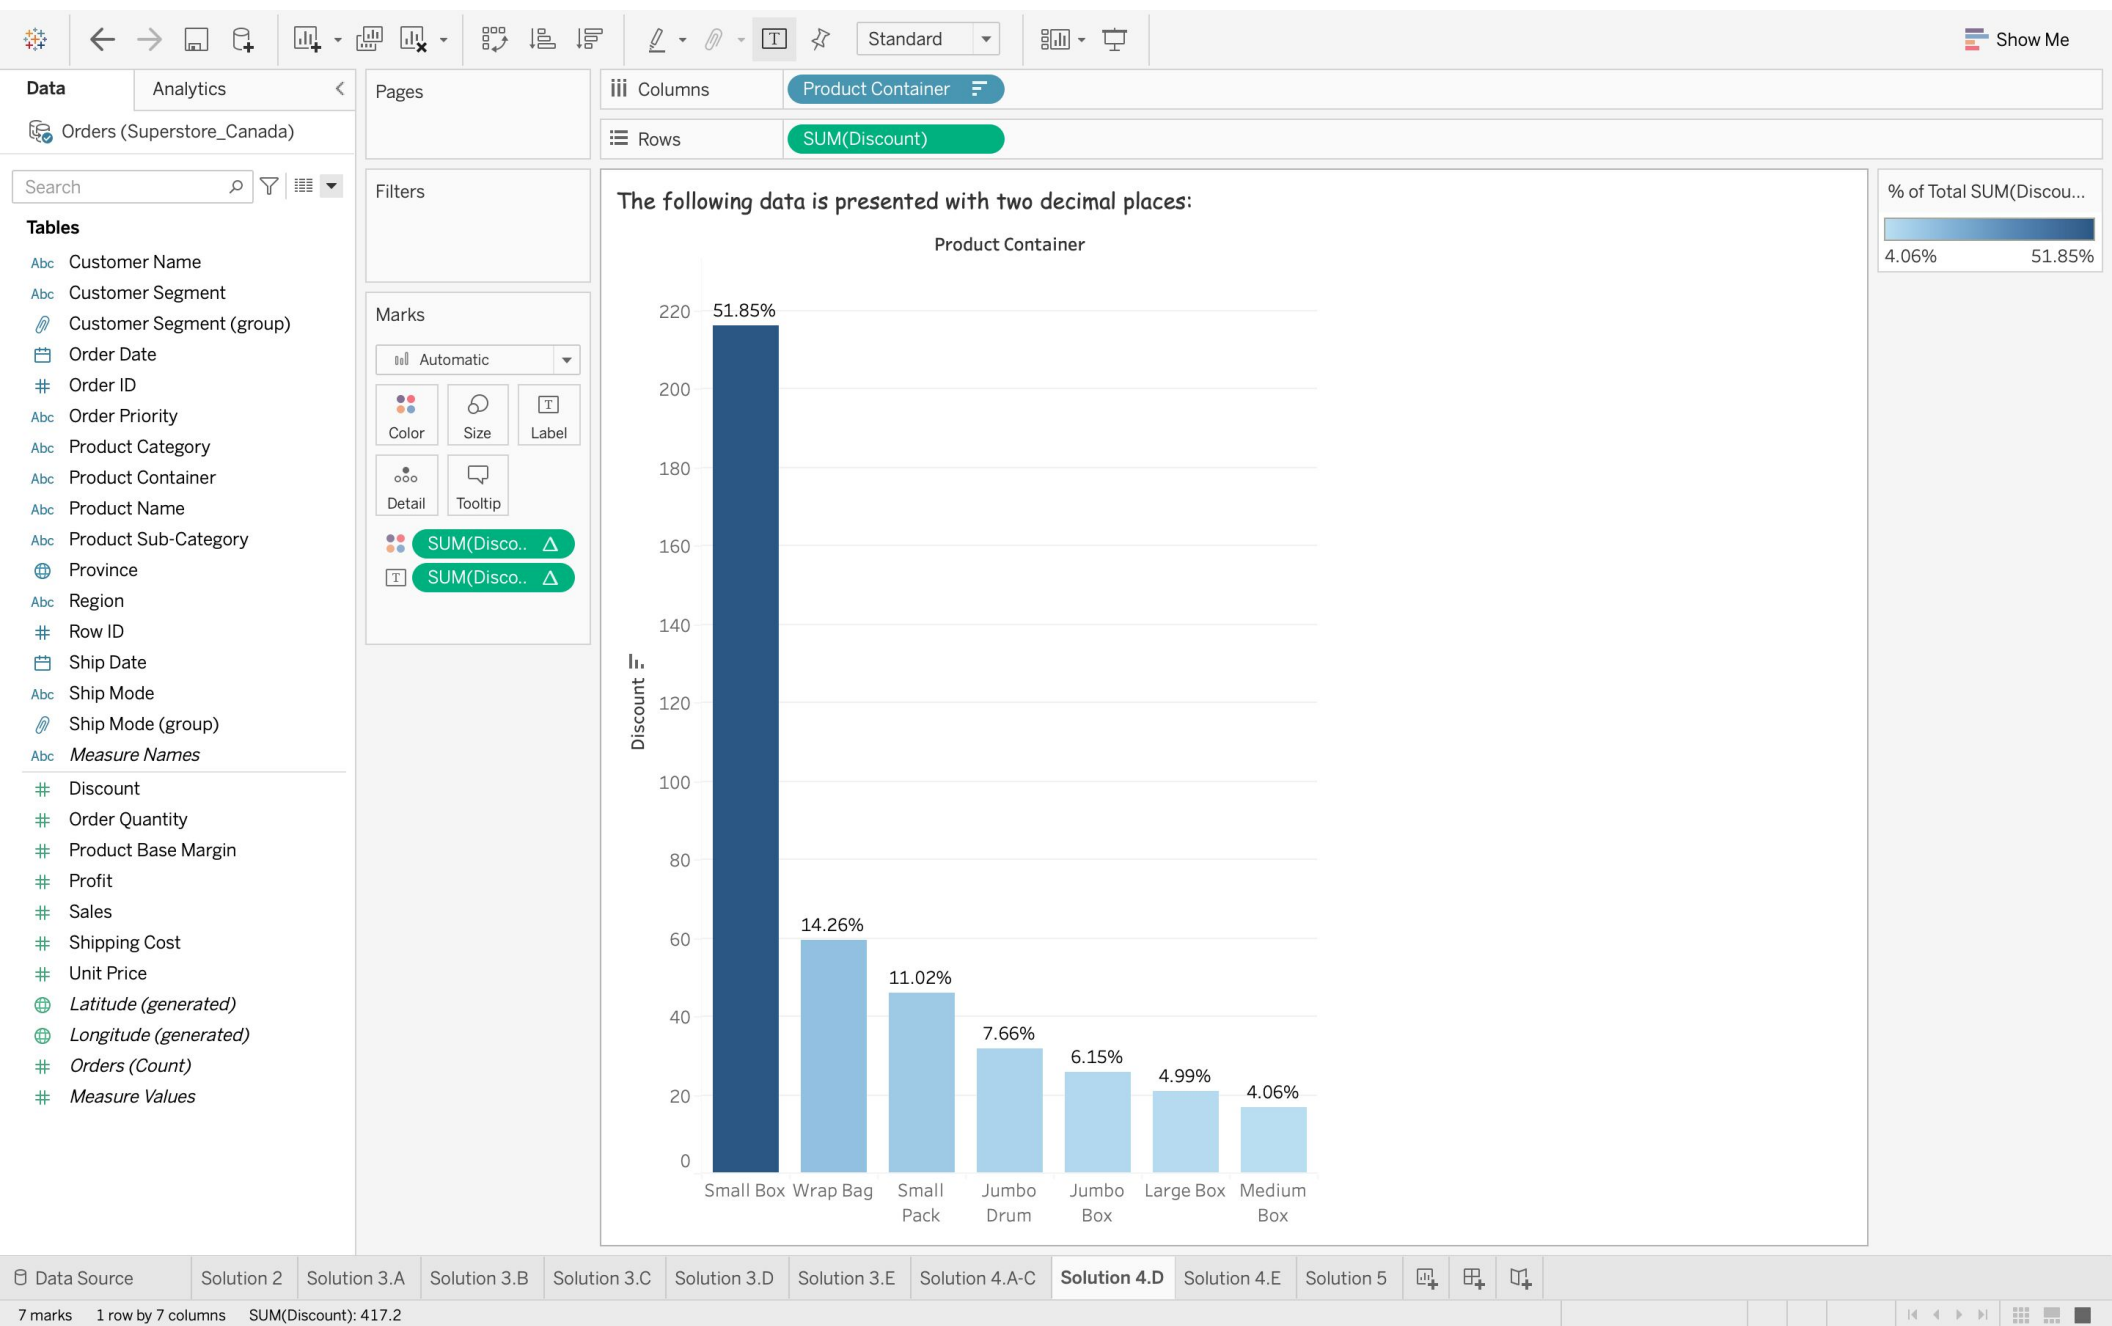 Standard
Show Me
Data
Analytics
Pages
Columns
Product Container
Orders (Superstore_Canada)
Rows
SUM(Discount)
Search
Filters
The following data is presented with two decimal places:
% of Total SUM(Discou...
4.06%
51.85%
Tables
Abc Customer Name
Abc Customer Segment
Customer Segment (group)
Order Date
# Order ID
Abc Order Priority
Abc Product Category
Abc Product Container
Abc Product Name
Abc Product Sub-Category
Province
Abc Region
# Row ID
Ship Date
Abc Ship Mode
Ship Mode (group)
Abc Measure Names
# Discount
# Order Quantity
# Product Base Margin
# Profit
# Sales
# Shipping Cost
# Unit Price
Latitude (generated)
Longitude (generated)
# Orders (Count)
# Measure Values
Marks
Automatic
Color
Size
T
Label
Detail
Tooltip
SUM(Disco.. Δ
T SUM(Disco.. Δ
Product Container
Discount
220
200
180
160
140
120
100
80
60
40
20
0
51.85%
14.26%
11.02%
7.66%
6.15%
4.99%
4.06%
Small Box
Wrap Bag
Small
Pack
Jumbo
Drum
Jumbo
Box
Large Box
Medium
Box
Data Source
Solution 2
Solution 3.A
Solution 3.B
Solution 3.C
Solution 3.D
Solution 3.E
Solution 4.A-C
Solution 4.D
Solution 4.E
Solution 5
7 marks
1 row by 7 columns
SUM(Discount): 417.2